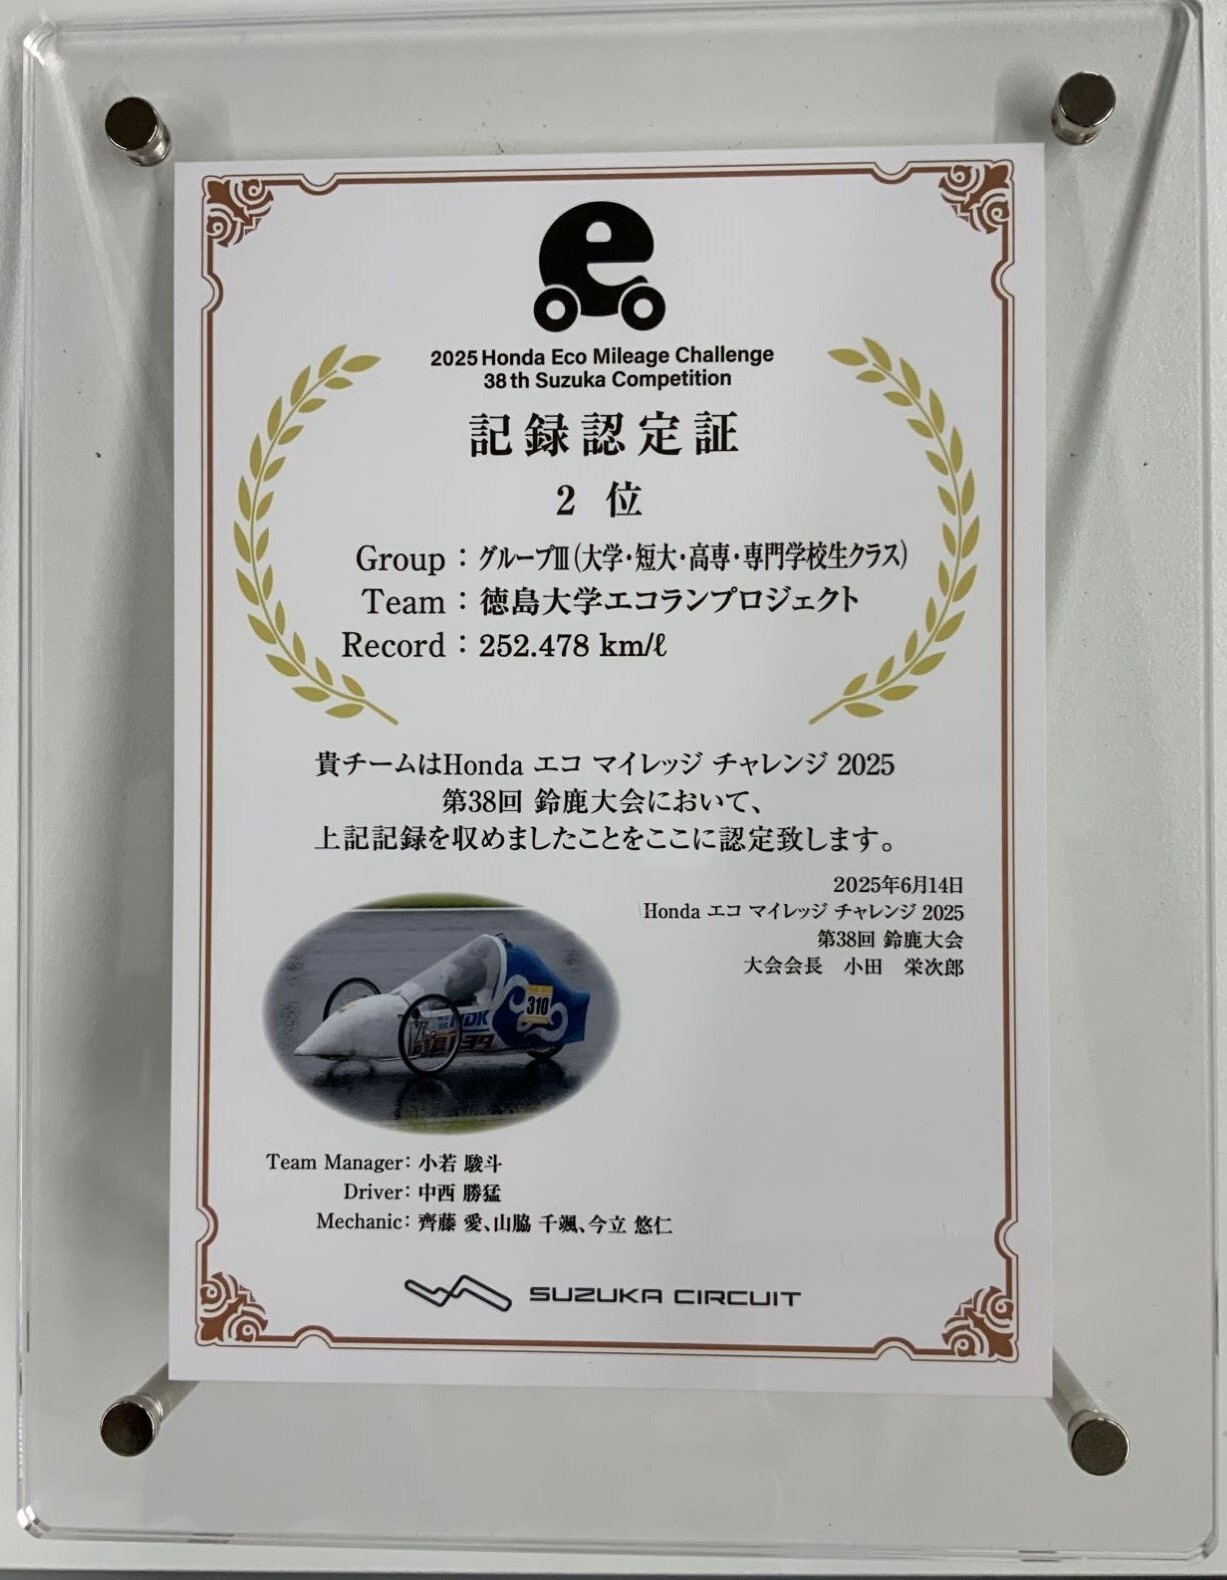 2025 Honda Eco Mileage Challenge
38th Suzuka Competition
記録認定証
2 位
Group : グループⅢ(大学・短大・高専・専門学校生クラス)
Team : 徳島大学エコランプロジェクト
Record : 252.478 km/ℓ
貴チームはHonda エコ マイレッジ チャレンジ 2025
第38回 鈴鹿大会において、
上記記録を収めましたことをここに認定致します。
2025年6月14日
Honda エコ マイレッジ チャレンジ 2025
第38回 鈴鹿大会
大会会長 小田 栄次郎
310
Team Manager: 小若 駿斗
Driver: 中西 勝猛
Mechanic: 齊藤 愛、山脇 千颯、今立 悠仁
SUZUKA CIRCUIT